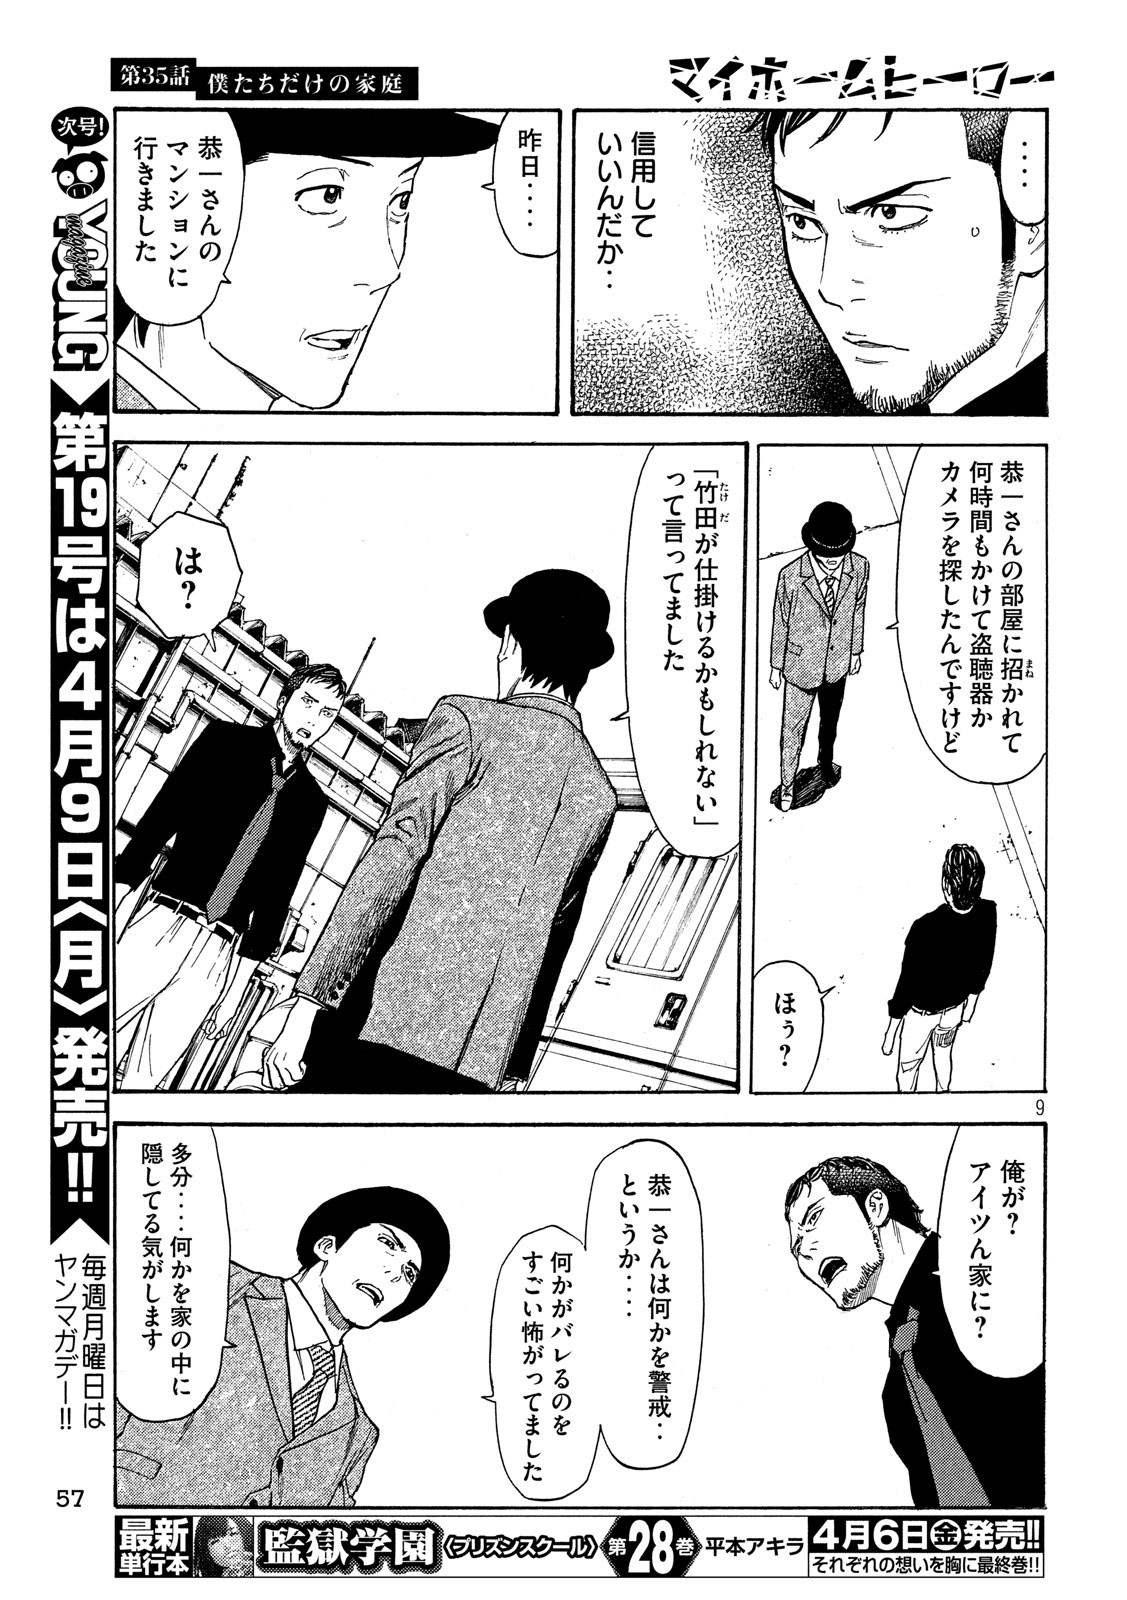 第35話 僕たちだけの家庭
マイホームヒーロー
‥‥
信用して
いいんだか‥
昨日‥‥
恭一さんの
マンションに
行きました
恭一さんの部屋に招かれて
まね
何時間もかけて盗聴器か
カメラを探したんですけど
ほぅ?
「竹田が仕掛けるかもしれない」
たけだ
って言ってました
は?
9
俺が?
アイツん家に?
恭一さんは何かを警戒‥
というか‥‥
何かがバレるのを
すごい怖がってました
多分‥‥何かを家の中に
隠してる気がします
次号!
YOUNG
magazine
第19号は4月9日〈月〉発売!!
毎週月曜日は
ヤンマガデー!!
57
最新
単行本
監獄学園〈プリズンスクール〉第28巻 平本アキラ
4月6日金発売!!
それぞれの想いを胸に最終巻!!